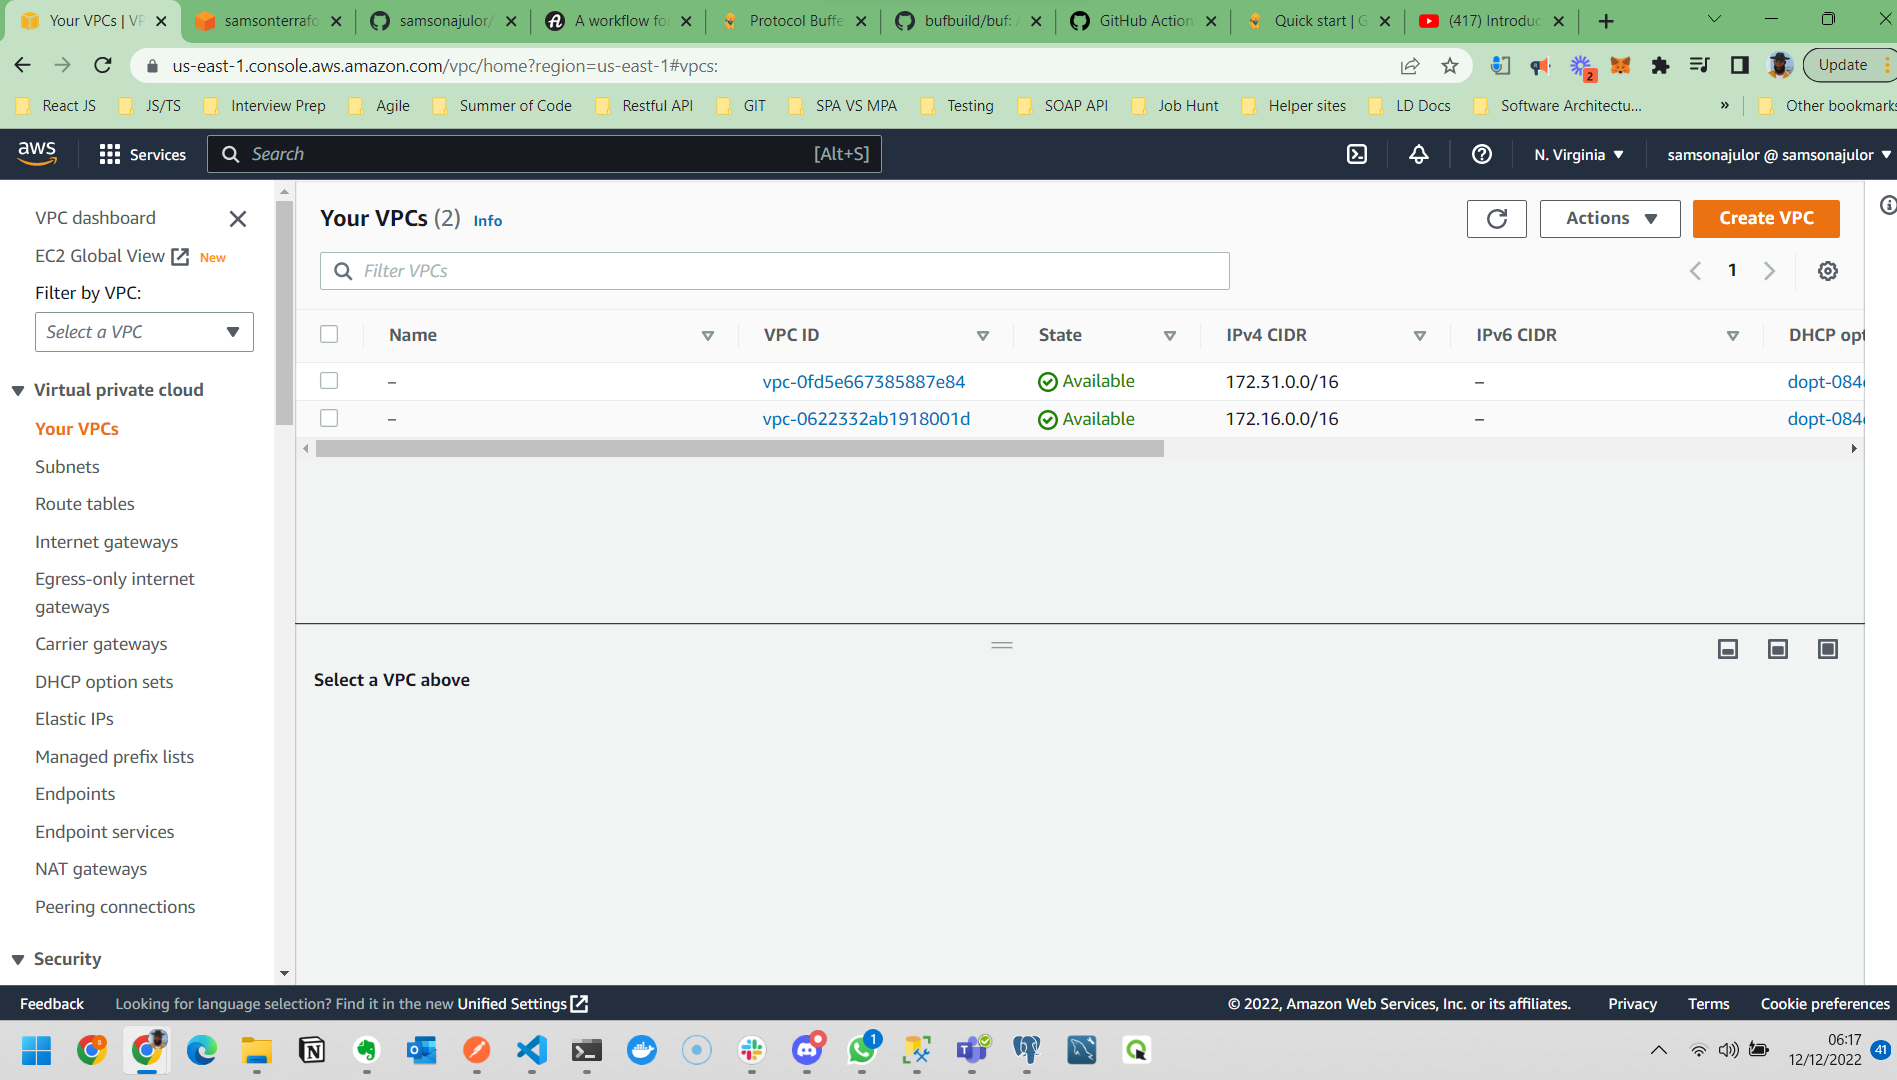 Your VPCs | VP
samsonterrafo
samsonajulor/
A workflow for
Protocol Buffe
bufbuild/buf: A
GitHub Action
Quick start | G
(417) Introduc
us-east-1.console.aws.amazon.com/vpc/home?region=us-east-1#vpcs:
2
Update
React JS
JS/TS
Interview Prep
Agile
Summer of Code
Restful API
GIT
SPA VS MPA
Testing
SOAP API
Job Hunt
Helper sites
LD Docs
Software Architectu...
»
Other bookmarks
aws
Services
Search
[Alt+S]
N. Virginia
samsonajulor @ samsonajulor
VPC dashboard
EC2 Global View
New
Filter by VPC:
Select a VPC
Virtual private cloud
Your VPCs
Subnets
Route tables
Internet gateways
Egress-only internet
gateways
Carrier gateways
DHCP option sets
Elastic IPs
Managed prefix lists
Endpoints
Endpoint services
NAT gateways
Peering connections
Security
Your VPCs (2) Info
Actions
Create VPC
Filter VPCs
1
Name
VPC ID
State
IPv4 CIDR
IPv6 CIDR
DHCP opt
– vpc-0fd5e667385887e84 Available 172.31.0.0/16 – dopt-084
– vpc-0622332ab1918001d Available 172.16.0.0/16 – dopt-084
Select a VPC above
Feedback
Looking for language selection? Find it in the new Unified Settings
© 2022, Amazon Web Services, Inc. or its affiliates.
Privacy
Terms
Cookie preferences
1
06:17
12/12/2022
41